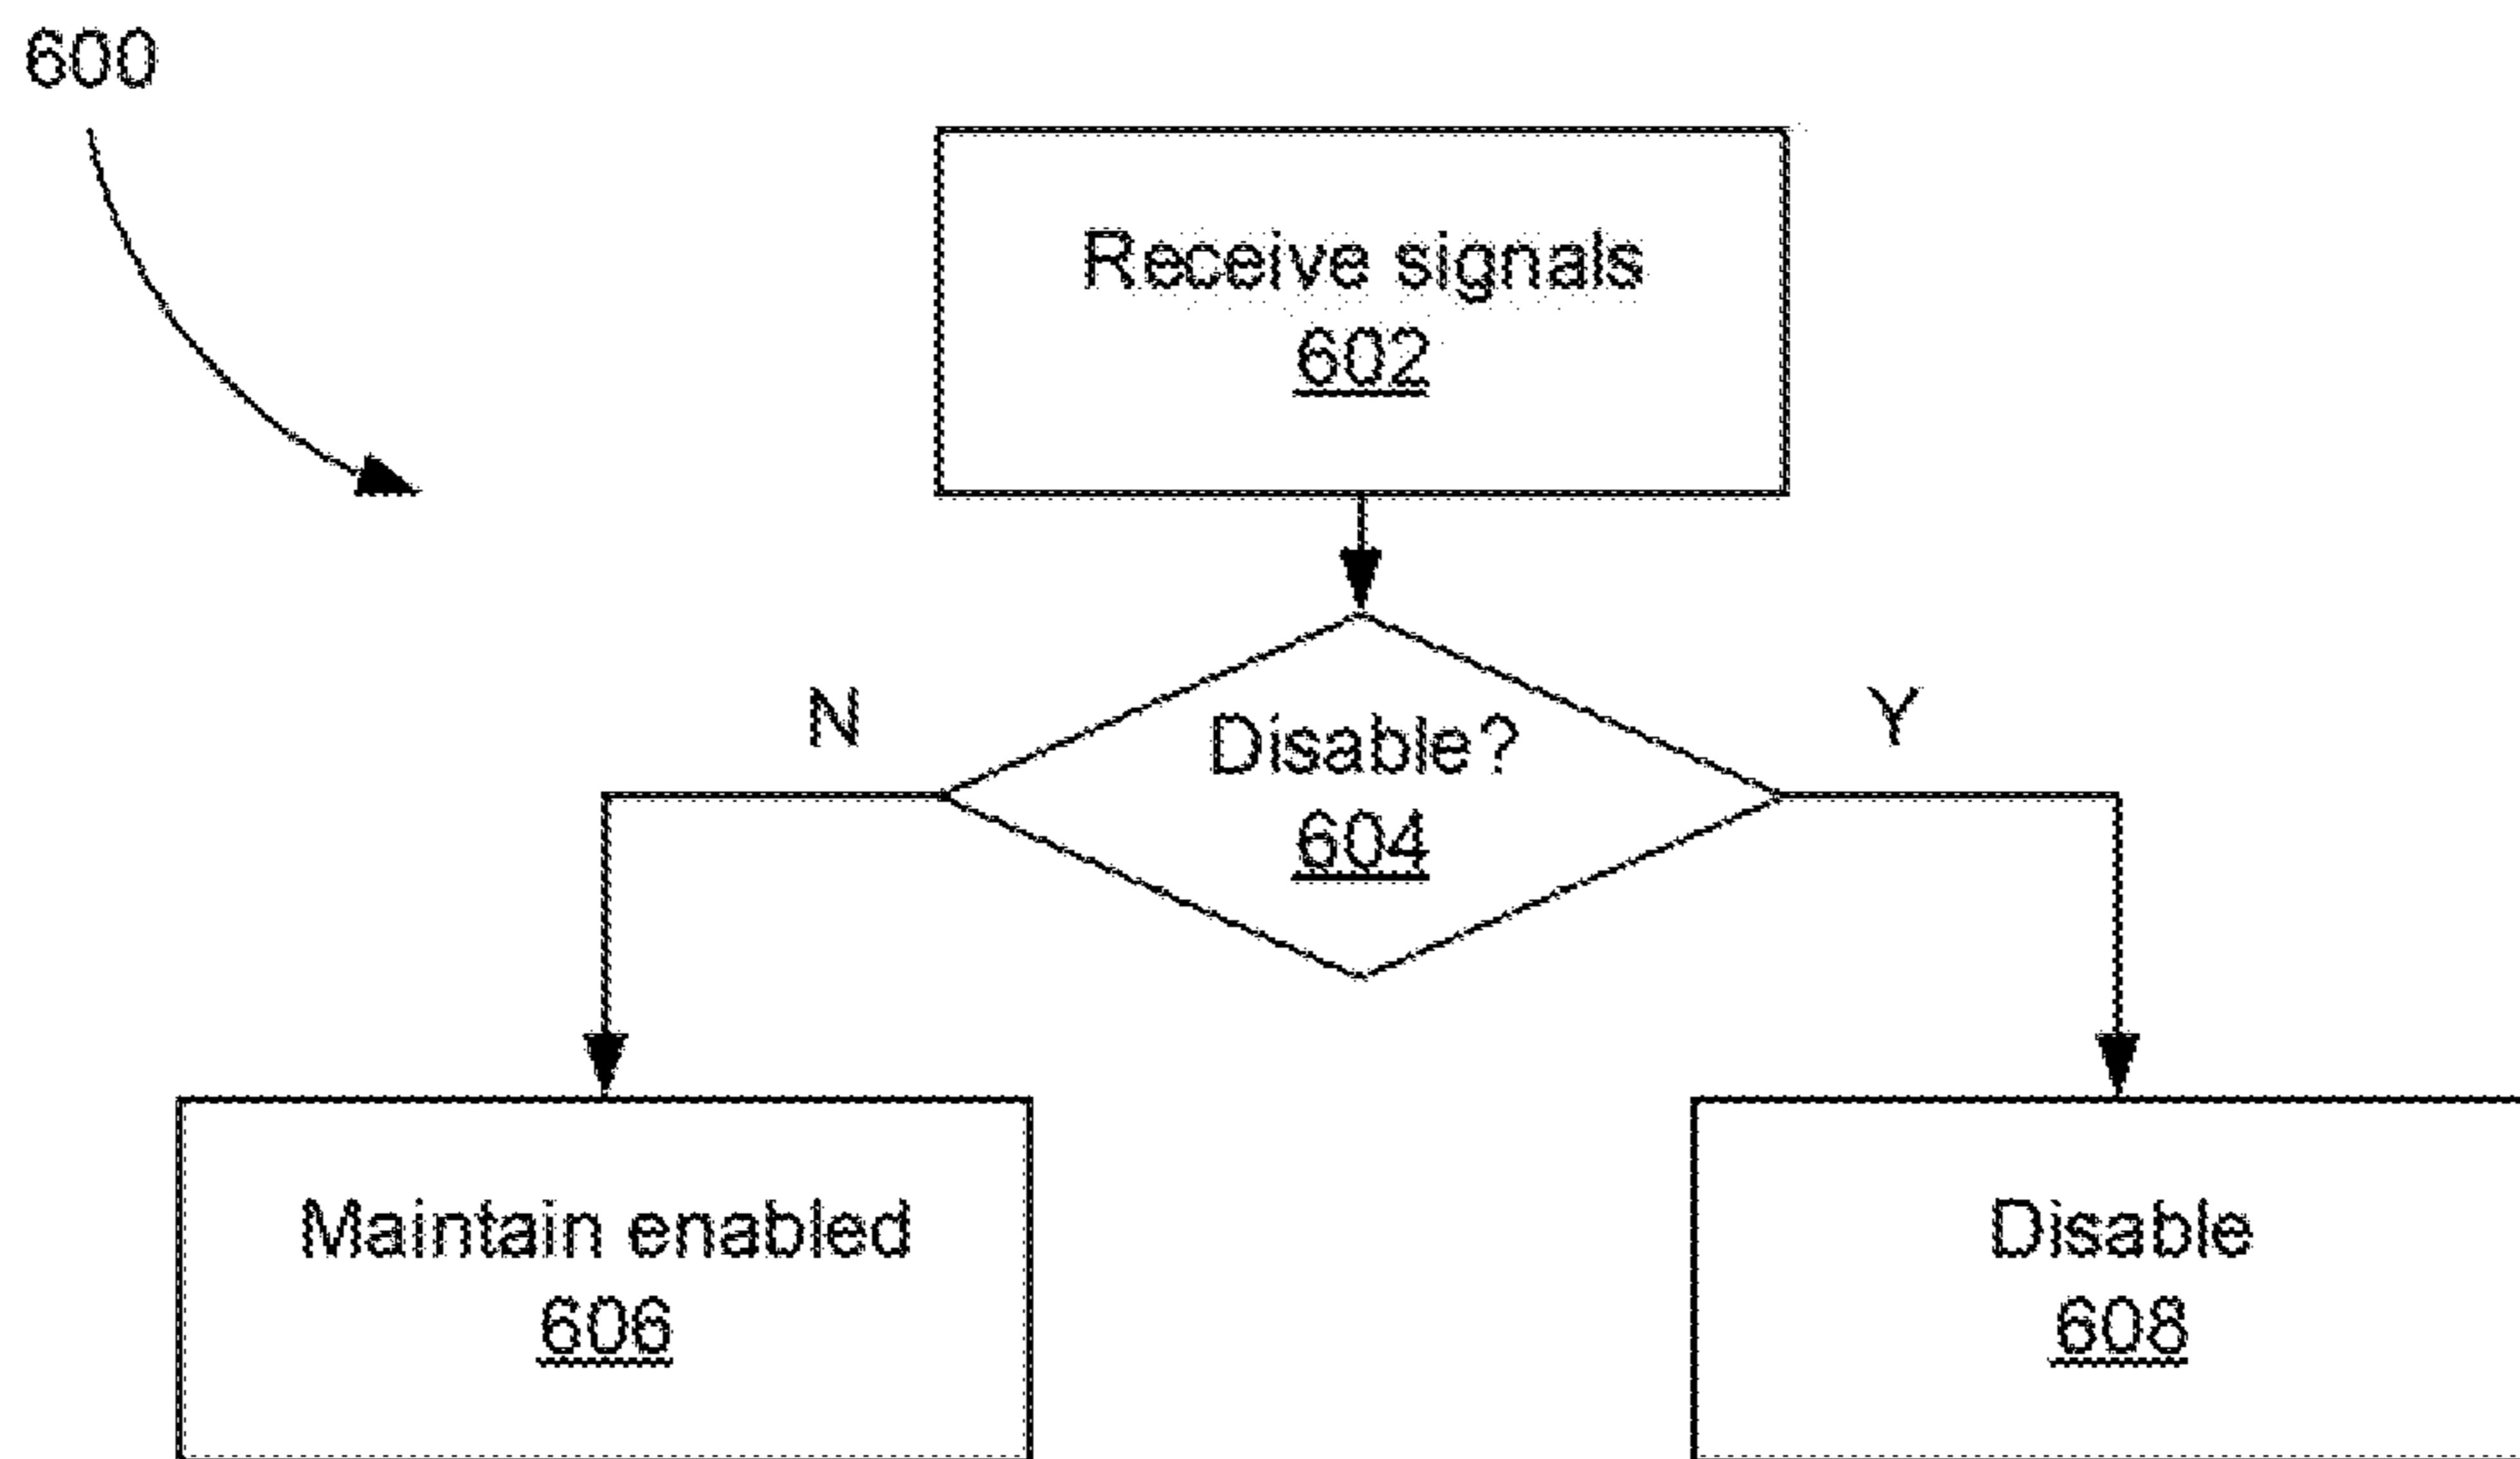 600
Receive signals
602
N
Disable?
604
Y
Maintain enabled
606
Disable
608